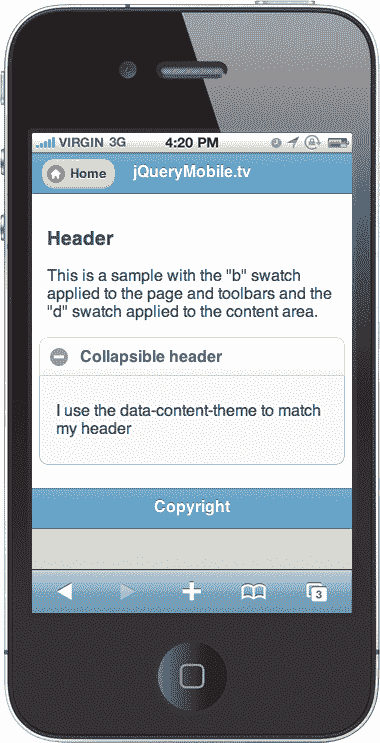 VIRGIN 3G 4:20 PM
Home jQueryMobile.tv
Header
This is a sample with the "b" swatch
applied to the page and toolbars and the
"d" swatch applied to the content area.
Collapsible header
I use the data-content-theme to match
my header
Copyright
3